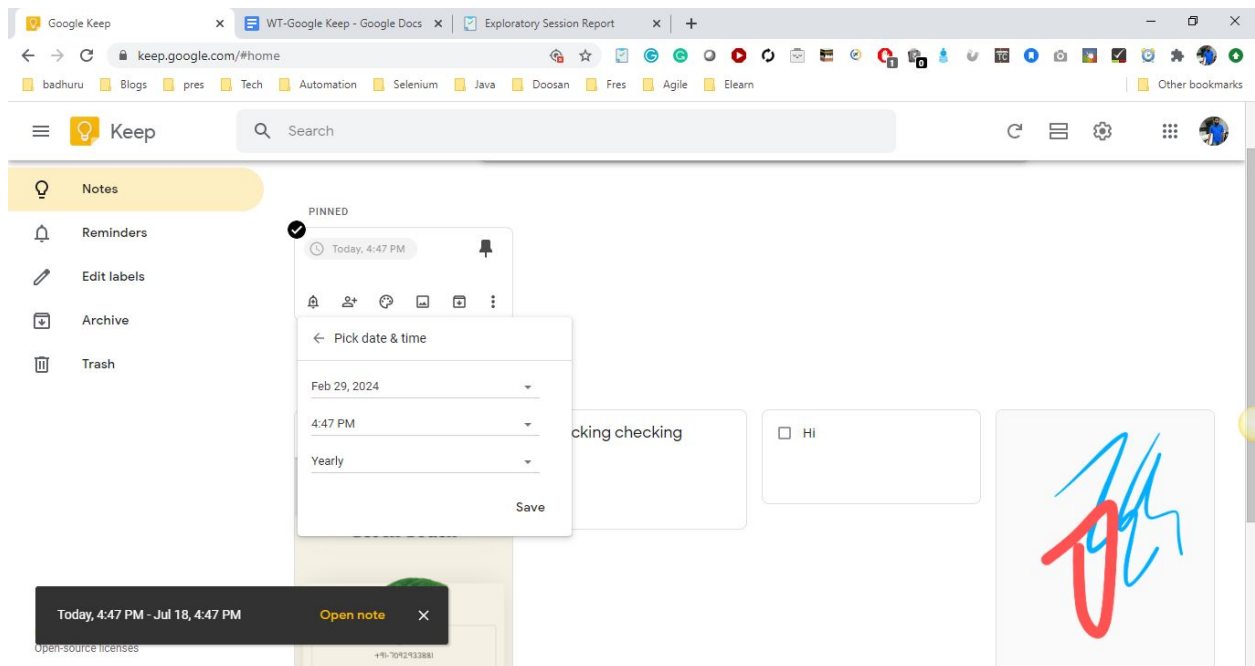 Google Keep
WT-Google Keep - Google Docs
Exploratory Session Report
keep.google.com/#home
badhuru Blogs pres Tech Automation Selenium Java Doosan Fres Agile Elearn Other bookmarks
Keep
Search
Notes
Reminders
Edit labels
Archive
Trash
PINNED
Today, 4:47 PM
Pick date & time
Feb 29, 2024
4:47 PM
Yearly
Save
cking checking
Hi
Today, 4:47 PM - Jul 18, 4:47 PM Open note
Open-source licenses
+91-7092933881